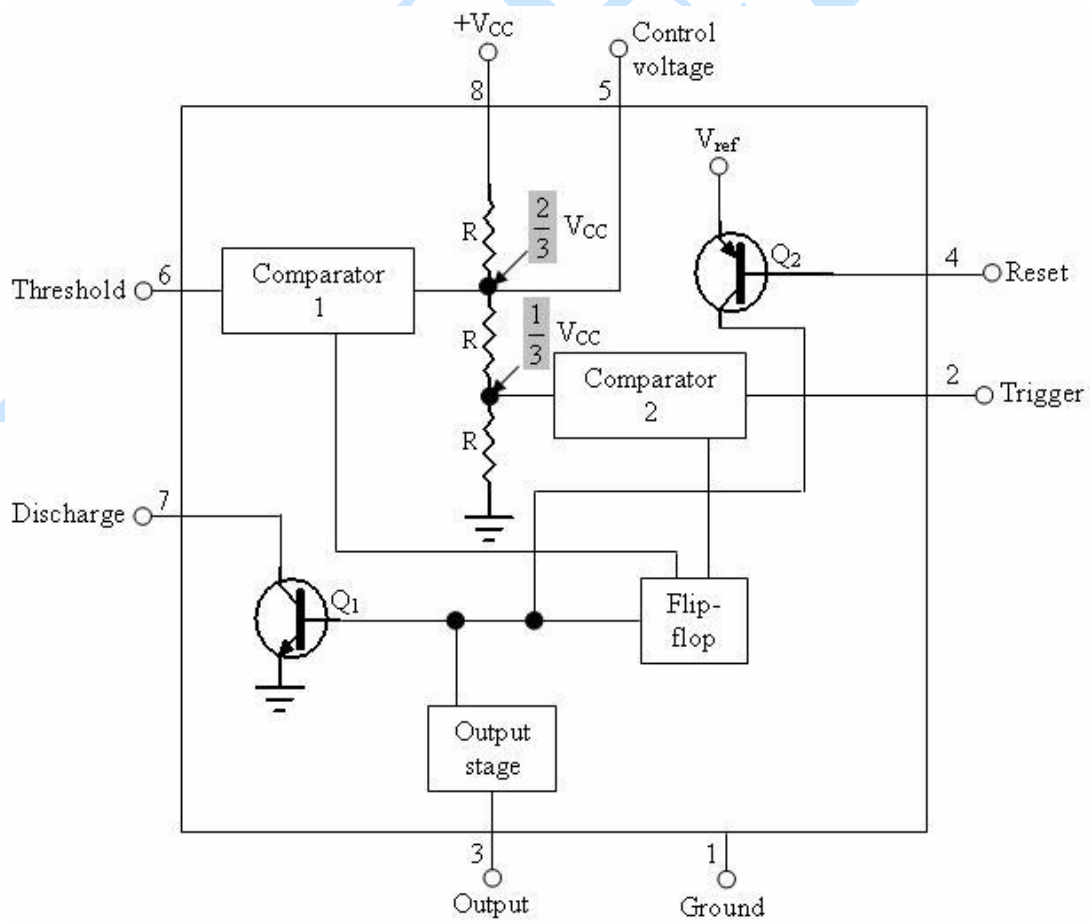 +VCC
Control
voltage
8
5
Vref
2/3 VCC
R
Q2
6
Threshold
Comparator
1
4
Reset
1/3 VCC
R
Comparator
2
2
Trigger
R
7
Discharge
Q1
Flip-
flop
Output
stage
3
1
Output
Ground